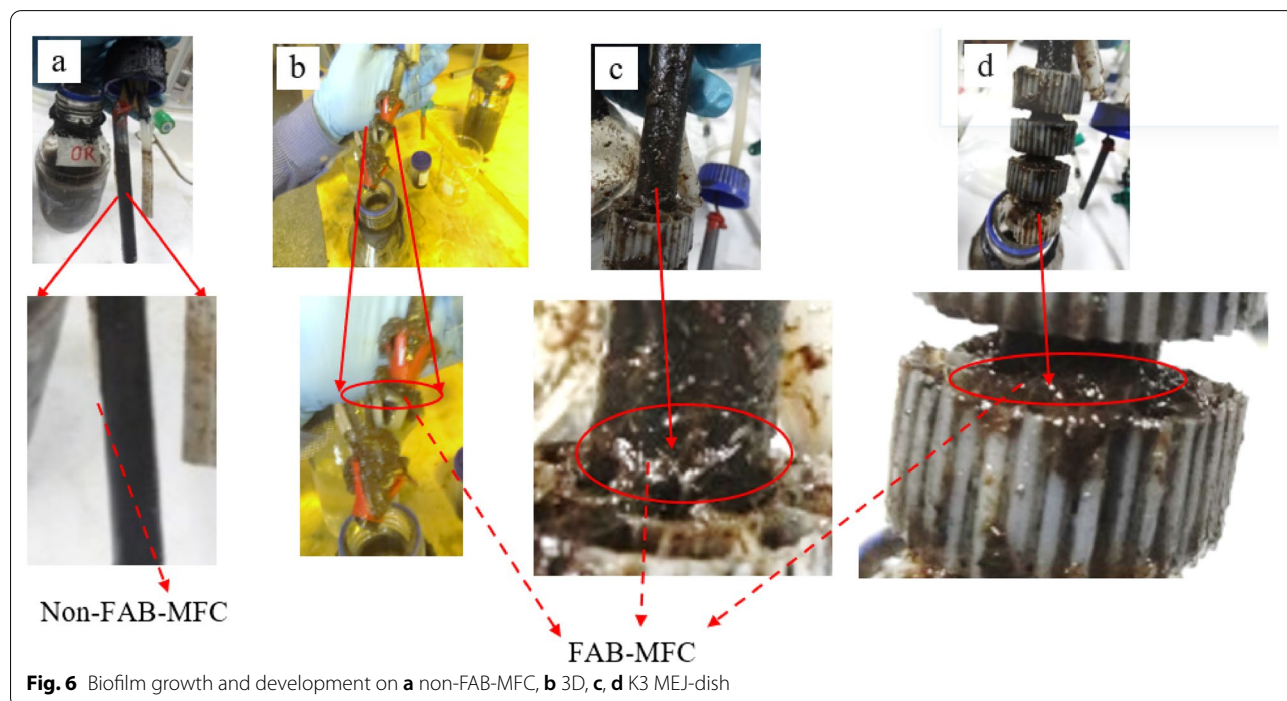 a
b
c
d
OR
Non-FAB-MFC
FAB-MFC
Fig. 6 Biofilm growth and development on a non-FAB-MFC, b 3D, c, d K3 MEJ-dish